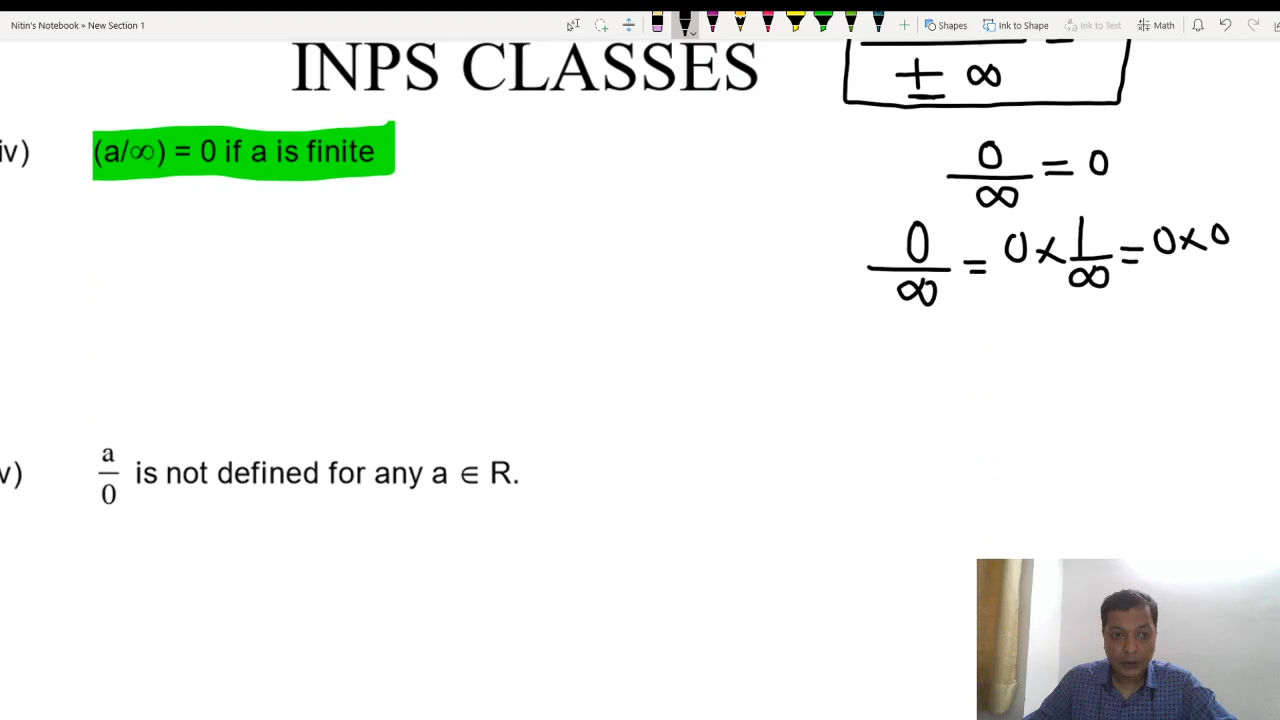 Nitin's Notebook » New Section 1
Shapes Ink to Shape Ink to Text Math
INPS CLASSES
± ∞
iv) (a/∞) = 0 if a is finite
0/∞ = 0
0/∞ = 0 × 1/∞ = 0 × 0
v) a/0 is not defined for any a ∈ R.